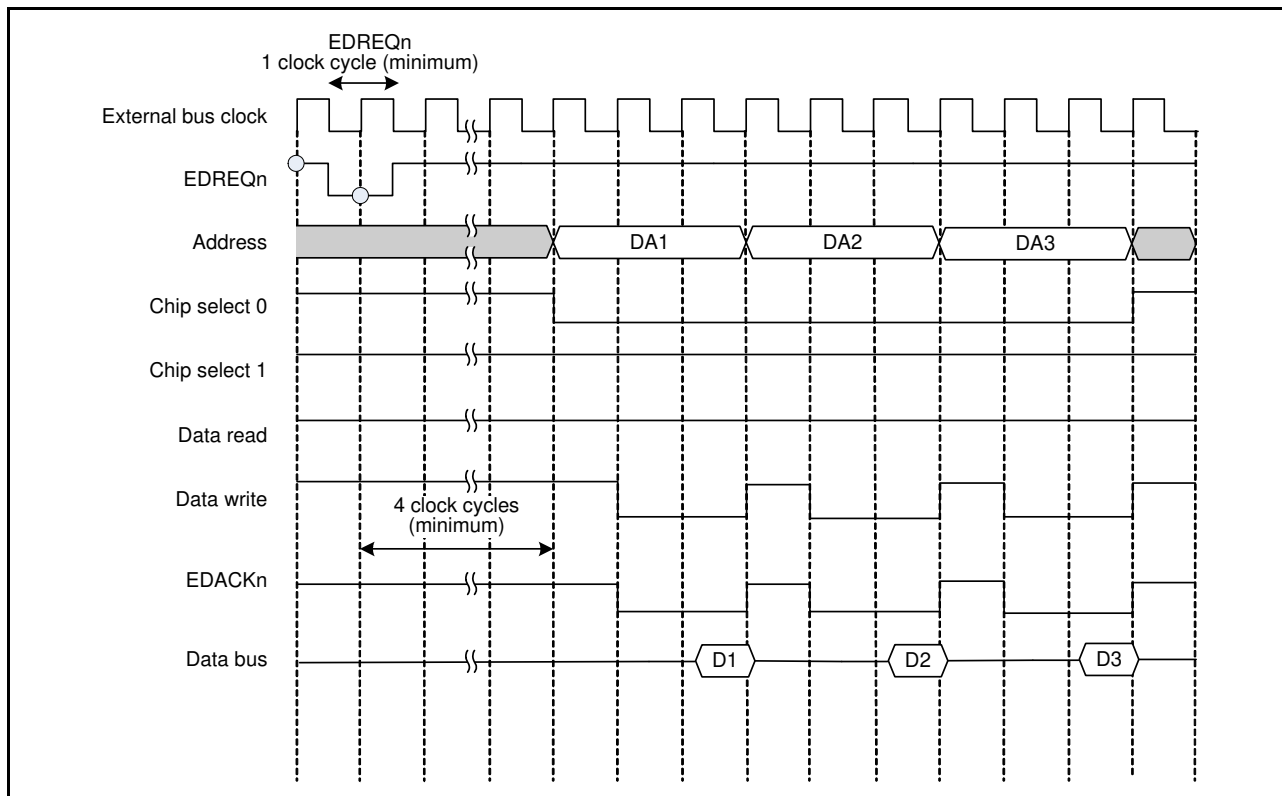 EDREQn
1 clock cycle (minimum)
External bus clock
EDREQn
Address
DA1
DA2
DA3
Chip select 0
Chip select 1
Data read
Data write
4 clock cycles
(minimum)
EDACKn
Data bus
D1
D2
D3